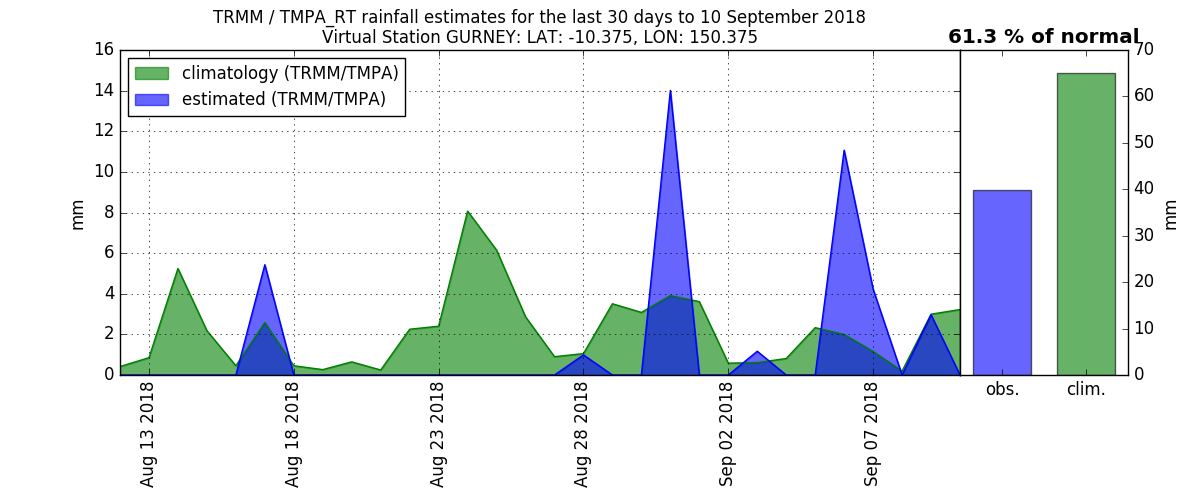 TRMM / TMPA_RT rainfall estimates for the last 30 days to 10 September 2018
Virtual Station GURNEY: LAT: -10.375, LON: 150.375
61.3 % of normal
climatology (TRMM/TMPA)
estimated (TRMM/TMPA)
16
14
12
10
8
6
4
2
0
mm
Aug 13 2018
Aug 18 2018
Aug 23 2018
Aug 28 2018
Sep 02 2018
Sep 07 2018
70
60
50
40
30
20
10
0
mm
obs.
clim.